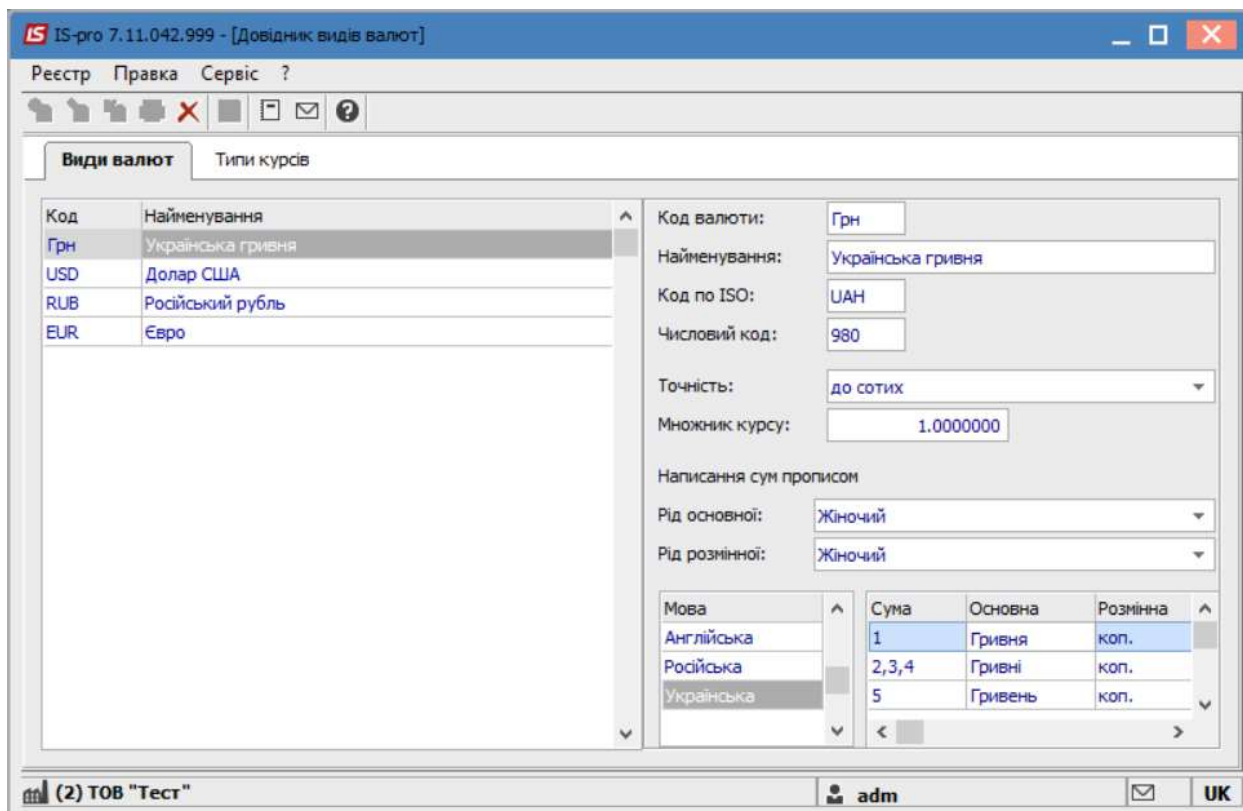 IS IS-pro 7.11.042.999 - [Довідник видів валют]
Реєстр Правка Сервіс ?
Види валют Типи курсів
Код Найменування
Грн Українська гривня
USD Долар США
RUB Російський рубль
EUR Євро
Код валюти: Грн
Найменування: Українська гривня
Код по ISO: UAH
Числовий код: 980
Точність: до сотих
Множник курсу: 1.0000000
Написання сум прописом
Рід основної: Жіночий
Рід розмінної: Жіночий
Мова
Англійська
Російська
Українська
Сума Основна Розмінна
1 Гривня коп.
2,3,4 Гривні коп.
5 Гривень коп.
(2) ТОВ "Тест" adm UK